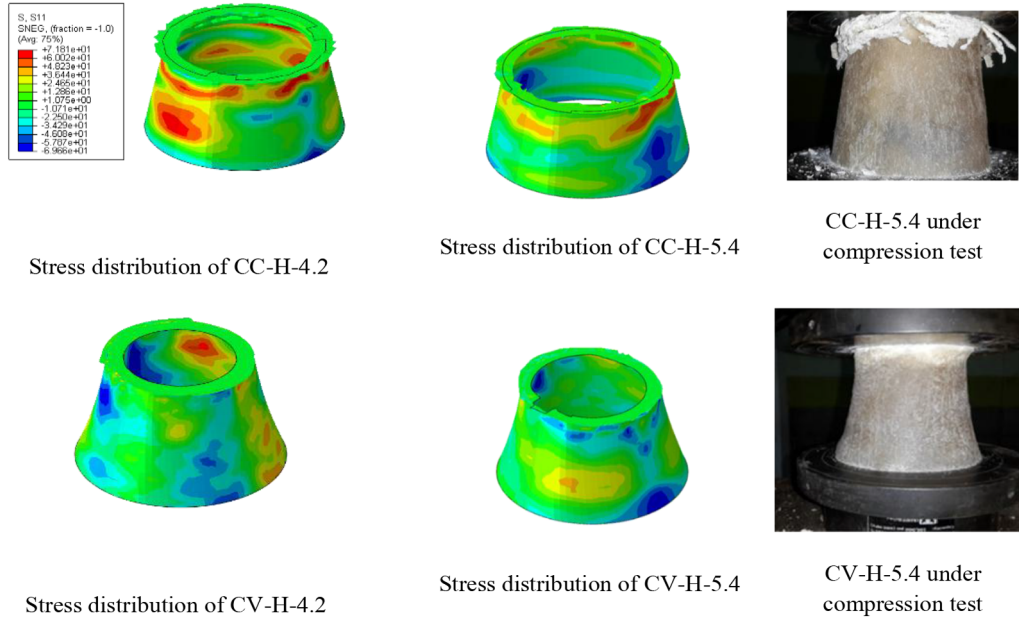 S, S11
SNEG, (fraction = -1.0)
(Avg: 75%)
+7.181e+01
+6.002e+01
+4.823e+01
+3.644e+01
+2.465e+01
+1.286e+01
+1.075e+00
-1.071e+01
-2.250e+01
-3.429e+01
-4.608e+01
-5.787e+01
-6.966e+01
Stress distribution of CC-H-4.2
Stress distribution of CC-H-5.4
CC-H-5.4 under
compression test
Stress distribution of CV-H-4.2
Stress distribution of CV-H-5.4
CV-H-5.4 under
compression test